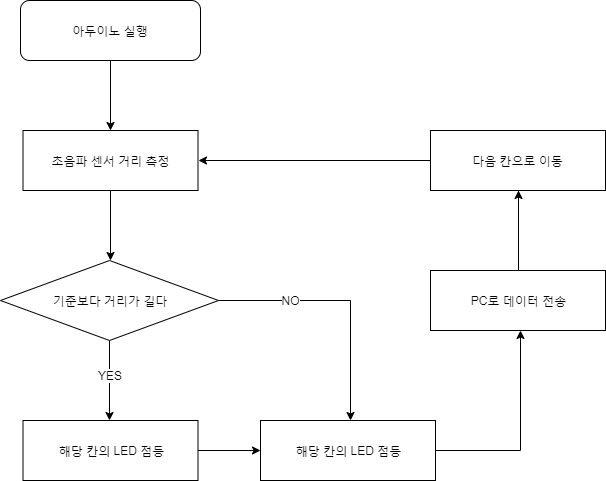 아두이노 실행
초음파 센서 거리 측정
다음 칸으로 이동
기준보다 거리가 길다
NO
PC로 데이터 전송
YES
해당 칸의 LED 점등
해당 칸의 LED 점등